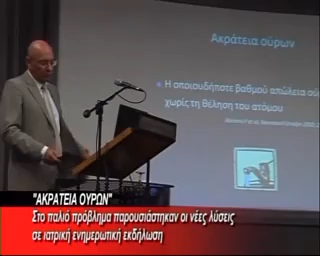 Ακράτεια ούρων
Η οποιουδήποτε βαθμού απώλεια ού
χωρίς τη θέληση του ατόμου
"ΑΚΡΑΤΕΙΑ ΟΥΡΩΝ"
Στο παλιό πρόβλημα παρουσιάστηκαν οι νέες λύσεις
σε ιατρική ενημερωτική εκδήλωση